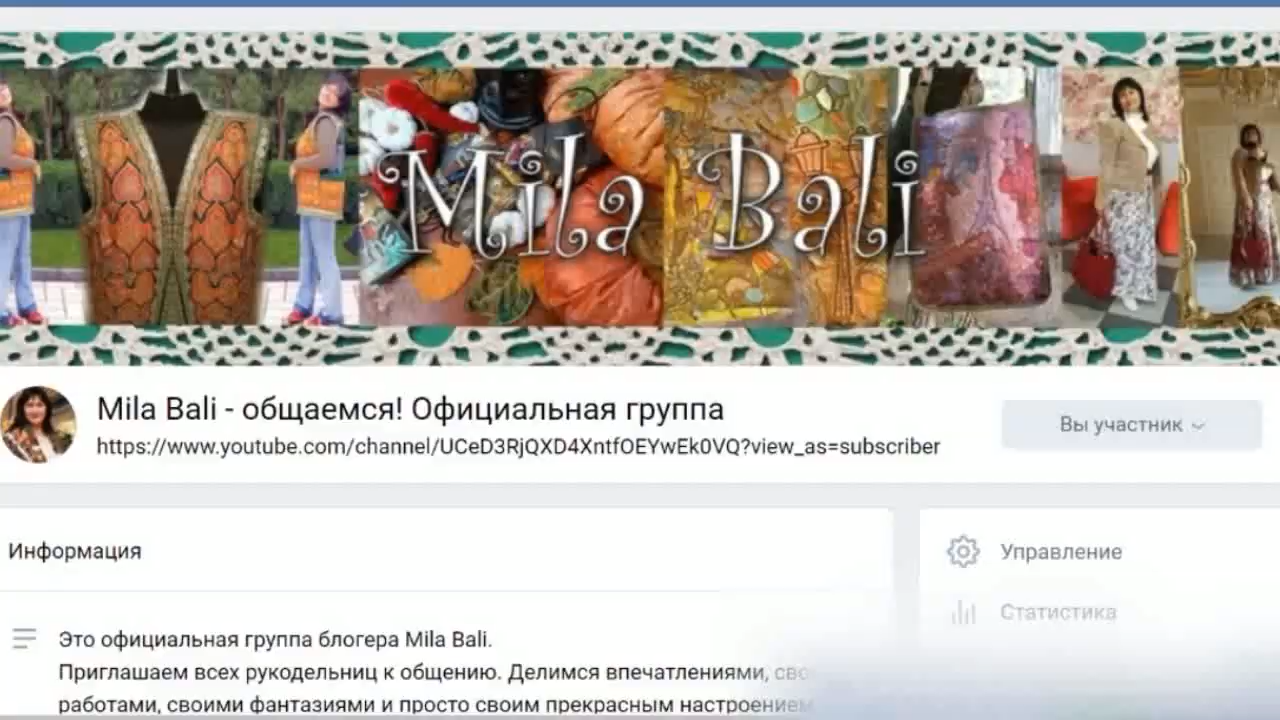 Mila Bali
Mila Bali - общаемся! Официальная группа
https://www.youtube.com/channel/UCeD3RjQXD4XntfOEYwEk0VQ?view_as=subscriber
Вы участник
Информация
Управление
Статистика
Это официальная группа блогера Mila Bali.
Приглашаем всех рукодельниц к общению. Делимся впечатлениями,
работами, своими фантазиями и просто своим прекрасным настроением